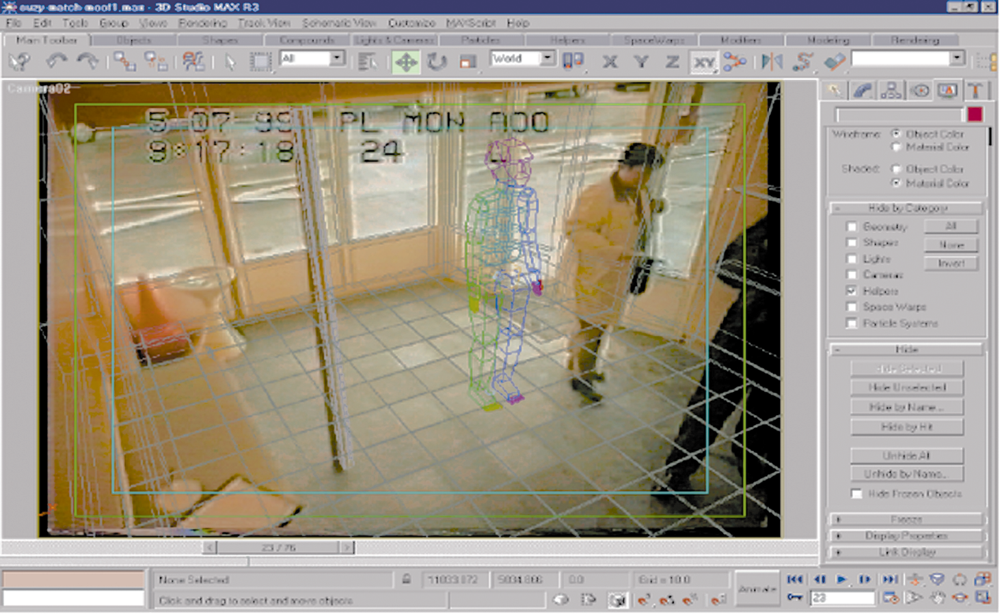 suzy-match-moof1.max - 3D Studio MAX R3
File Edit Tools Group Views Rendering Track View Schematic View Customize MAXScript Help
Main Toolbar Objects Shapes Compounds Lights & Cameras Particles Helpers SpaceWarps Modifiers Modeling Rendering
All World X Y Z XY
Camera02
5-07-99 PL MON A00
9:17:18 24
Wireframe: Object Color
Material Color
Shaded: Object Color
Material Color
- Hide by Category
Geometry All
Shapes None
Lights Invert
Cameras
Helpers
Space Warps
Particle Systems
- Hide
Hide Selected
Hide Unselected
Hide by Name...
Hide by Hit
Unhide All
Unhide by Name...
Hide Frozen Objects
+ Freeze
+ Display Properties
+ Link Display
< 23 / 76 >
None Selected 0.0 Grid = 10.0 Animate
Click and drag to select and move objects 23